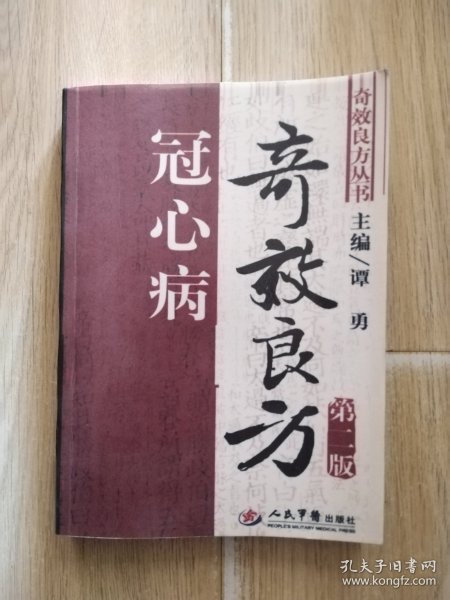 奇效良方丛书
主编/谭 勇
冠心病
奇效良方
第二版
人民军医出版社
PEOPLE'S MILITARY MEDICAL PRESS
孔夫子旧书网
www.kongfz.com